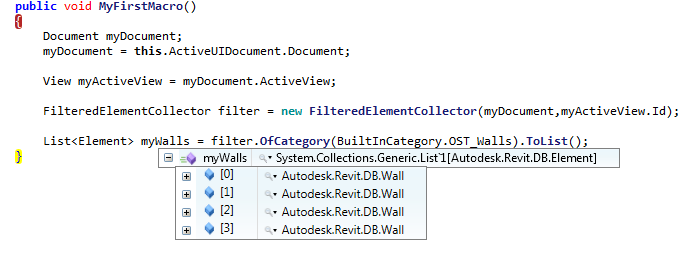 public void MyFirstMacro()
{
Document myDocument;
myDocument = this.ActiveUIDocument.Document;
View myActiveView = myDocument.ActiveView;
FilteredElementCollector filter = new FilteredElementCollector(myDocument,myActiveView.Id);
List<Element> myWalls = filter.OfCategory(BuiltInCategory.OST_Walls).ToList();
}
myWalls System.Collections.Generic.List`1[Autodesk.Revit.DB.Element]
[0] Autodesk.Revit.DB.Wall
[1] Autodesk.Revit.DB.Wall
[2] Autodesk.Revit.DB.Wall
[3] Autodesk.Revit.DB.Wall